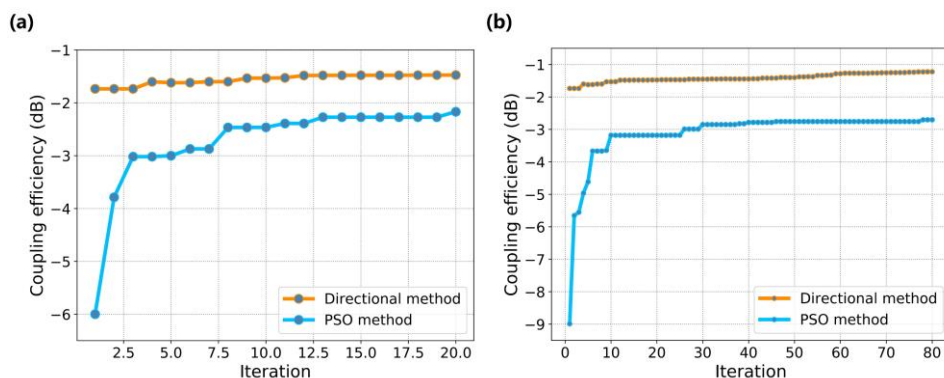 (a)
Coupling efficiency (dB)
−1
−2
−3
−4
−5
−6
2.5 5.0 7.5 10.0 12.5 15.0 17.5 20.0
Iteration
Directional method
PSO method
(b)
Coupling efficiency (dB)
−1
−2
−3
−4
−5
−6
−7
−8
−9
0 10 20 30 40 50 60 70 80
Iteration
Directional method
PSO method